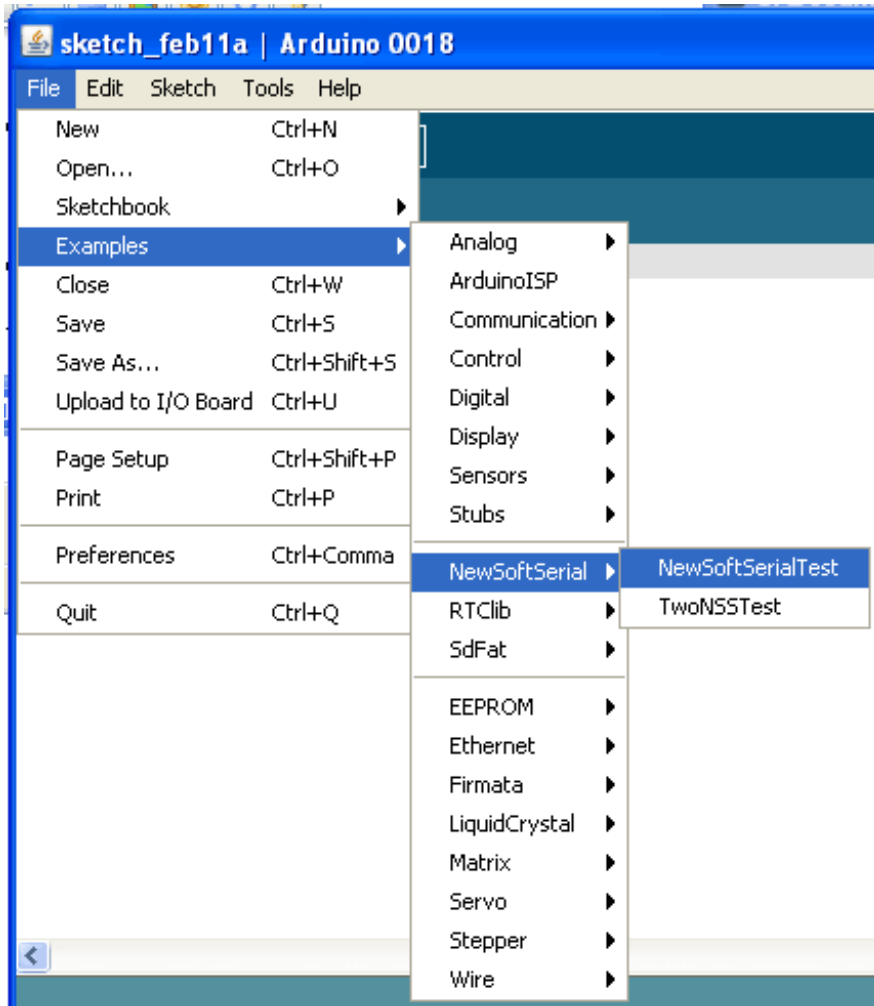 sketch_feb11a | Arduino 0018
File Edit Sketch Tools Help
New Ctrl+N
Open... Ctrl+O
Sketchbook
Examples
Close Ctrl+W
Save Ctrl+S
Save As... Ctrl+Shift+S
Upload to I/O Board Ctrl+U
Page Setup Ctrl+Shift+P
Print Ctrl+P
Preferences Ctrl+Comma
Quit Ctrl+Q
Analog
ArduinoISP
Communication
Control
Digital
Display
Sensors
Stubs
NewSoftSerial
RTClib
SdFat
EEPROM
Ethernet
Firmata
LiquidCrystal
Matrix
Servo
Stepper
Wire
NewSoftSerialTest
TwoNSSTest